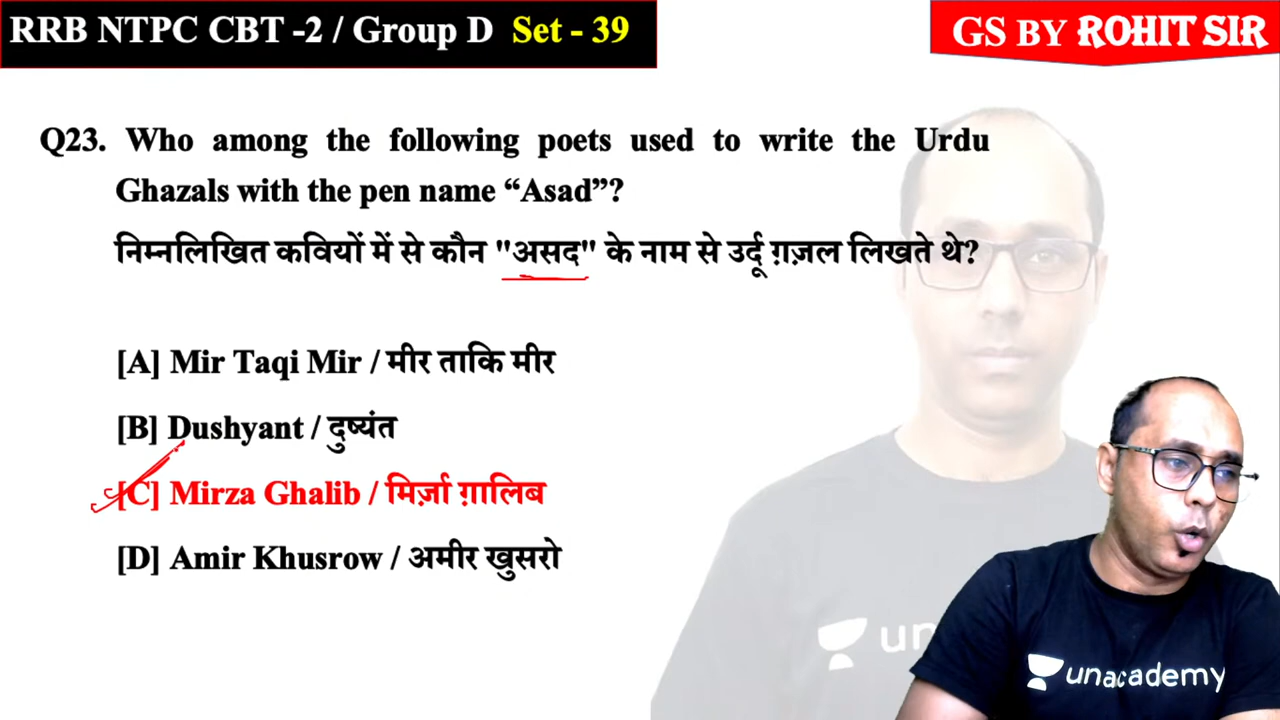 RRB NTPC CBT -2 / Group D Set - 39
GS BY ROHIT SIR
Q23. Who among the following poets used to write the Urdu
Ghazals with the pen name “Asad”?
निम्नलिखित कवियों में से कौन "असद" के नाम से उर्दू ग़ज़ल लिखते थे?
[A] Mir Taqi Mir / मीर ताकि मीर
[B] Dushyant / दुष्यंत
[C] Mirza Ghalib / मिर्ज़ा ग़ालिब
[D] Amir Khusrow / अमीर खुसरो
un
unacademy